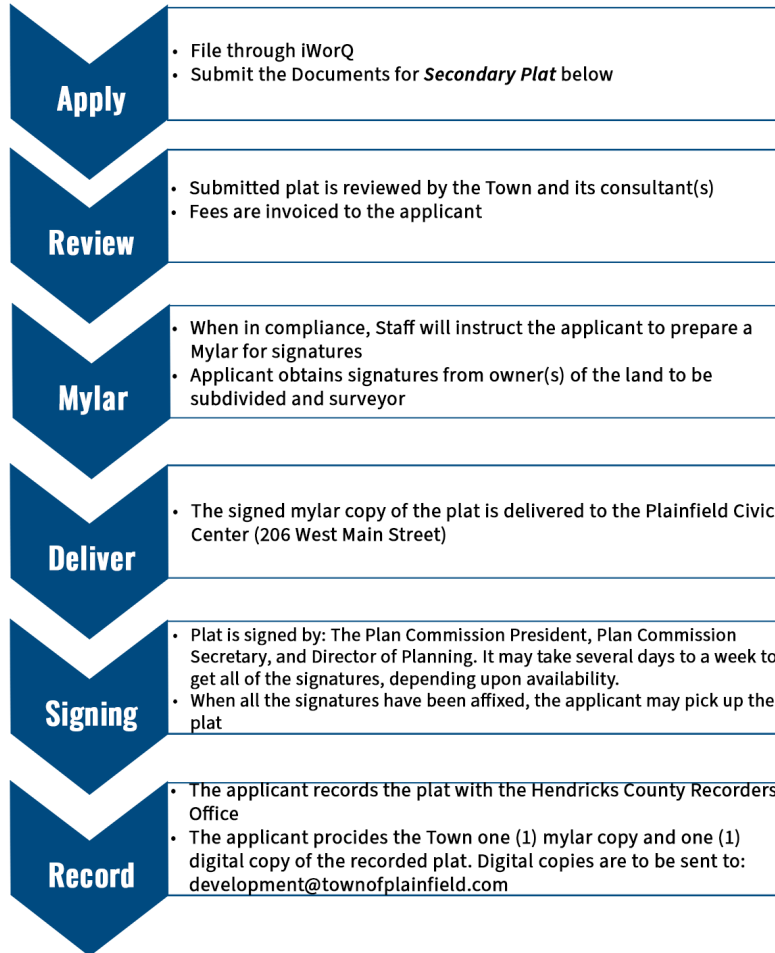 Apply
• File through iWorQ
• Submit the Documents for Secondary Plat below
Review
• Submitted plat is reviewed by the Town and its consultant(s)
• Fees are invoiced to the applicant
Mylar
• When in compliance, Staff will instruct the applicant to prepare a
Mylar for signatures
• Applicant obtains signatures from owner(s) of the land to be
subdivided and surveyor
Deliver
• The signed mylar copy of the plat is delivered to the Plainfield Civic
Center (206 West Main Street)
Signing
• Plat is signed by: The Plan Commission President, Plan Commission
Secretary, and Director of Planning. It may take several days to a week to
get all of the signatures, depending upon availability.
• When all the signatures have been affixed, the applicant may pick up the
plat
Record
• The applicant records the plat with the Hendricks County Recorders
Office
• The applicant procides the Town one (1) mylar copy and one (1)
digital copy of the recorded plat. Digital copies are to be sent to:
development@townofplainfield.com